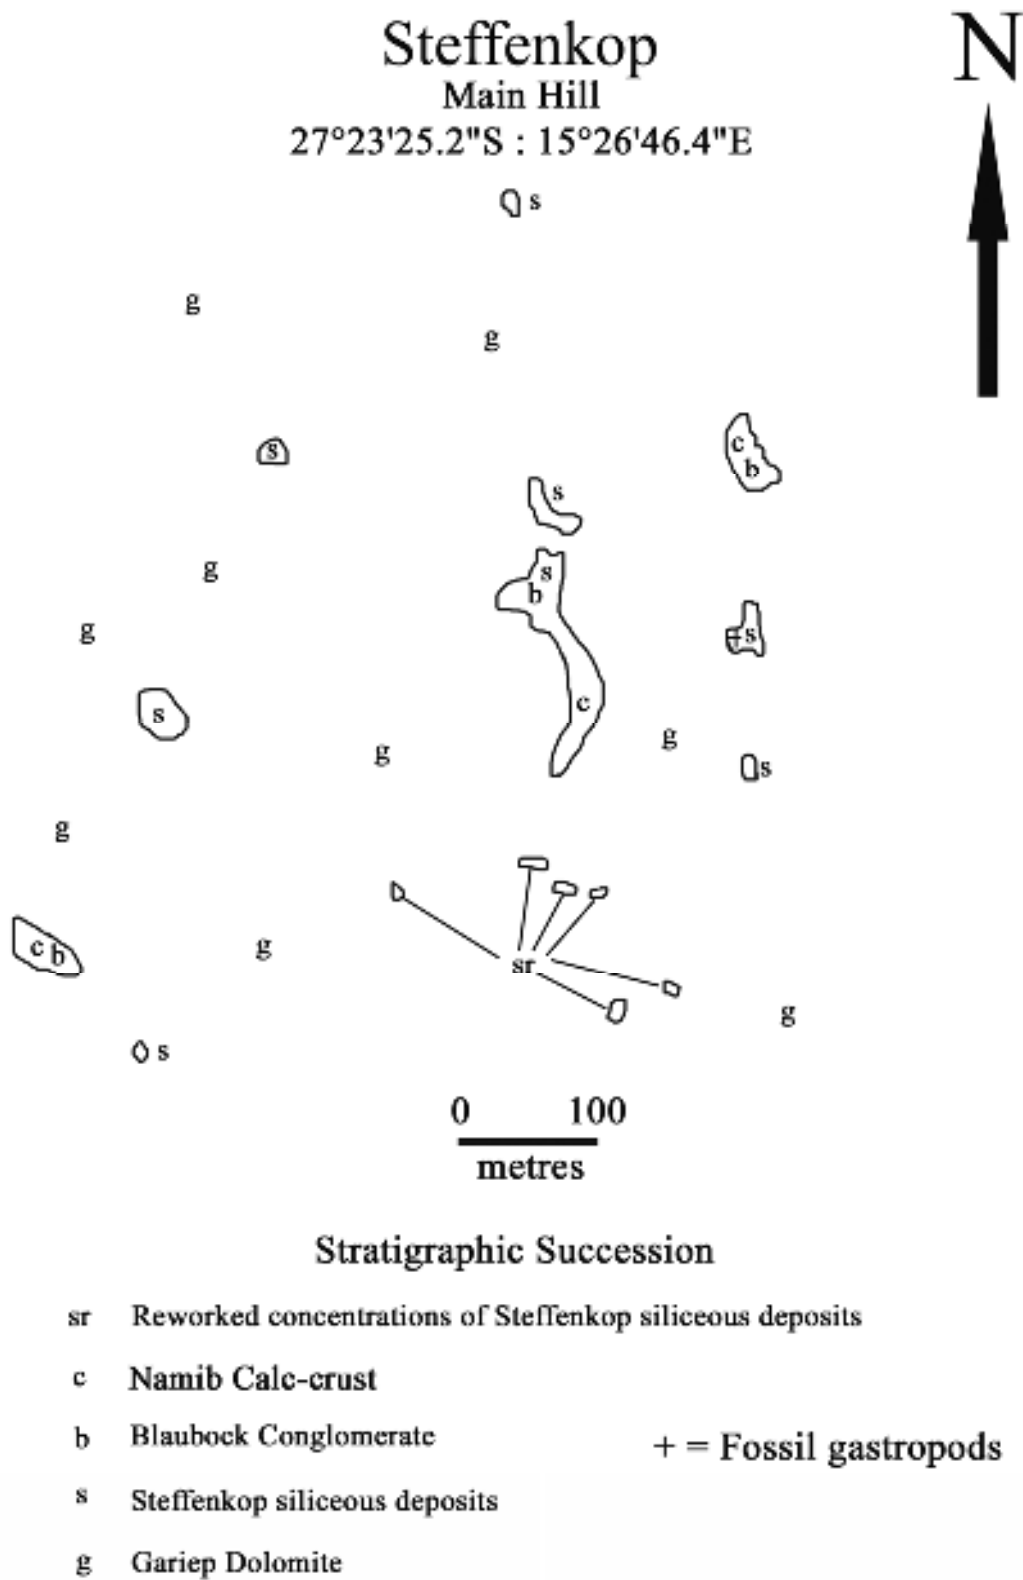 Steffenkop
N
Main Hill
27°23'25.2"S : 15°26'46.4"E
s
g
g
c
s
b
s
s
g
b
g
+s
s
c
g
g
s
g
c b
g
sr
g
s
0 100
metres
Stratigraphic Succession
sr Reworked concentrations of Steffenkop siliceous deposits
c Namib Calc-crust
b Blaubock Conglomerate
+ = Fossil gastropods
s Steffenkop siliceous deposits
g Gariep Dolomite